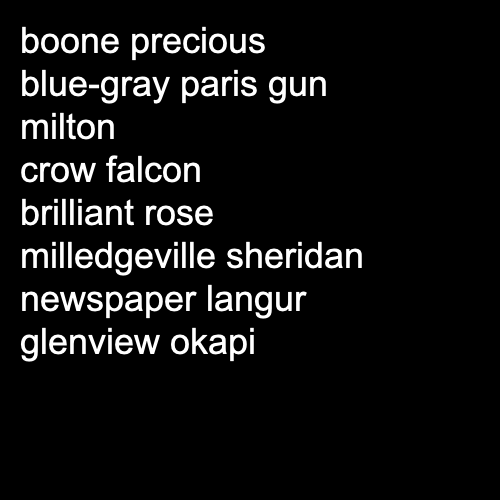 boone precious
blue-gray paris gun
milton
crow falcon
brilliant rose
milledgeville sheridan
newspaper langur
glenview okapi